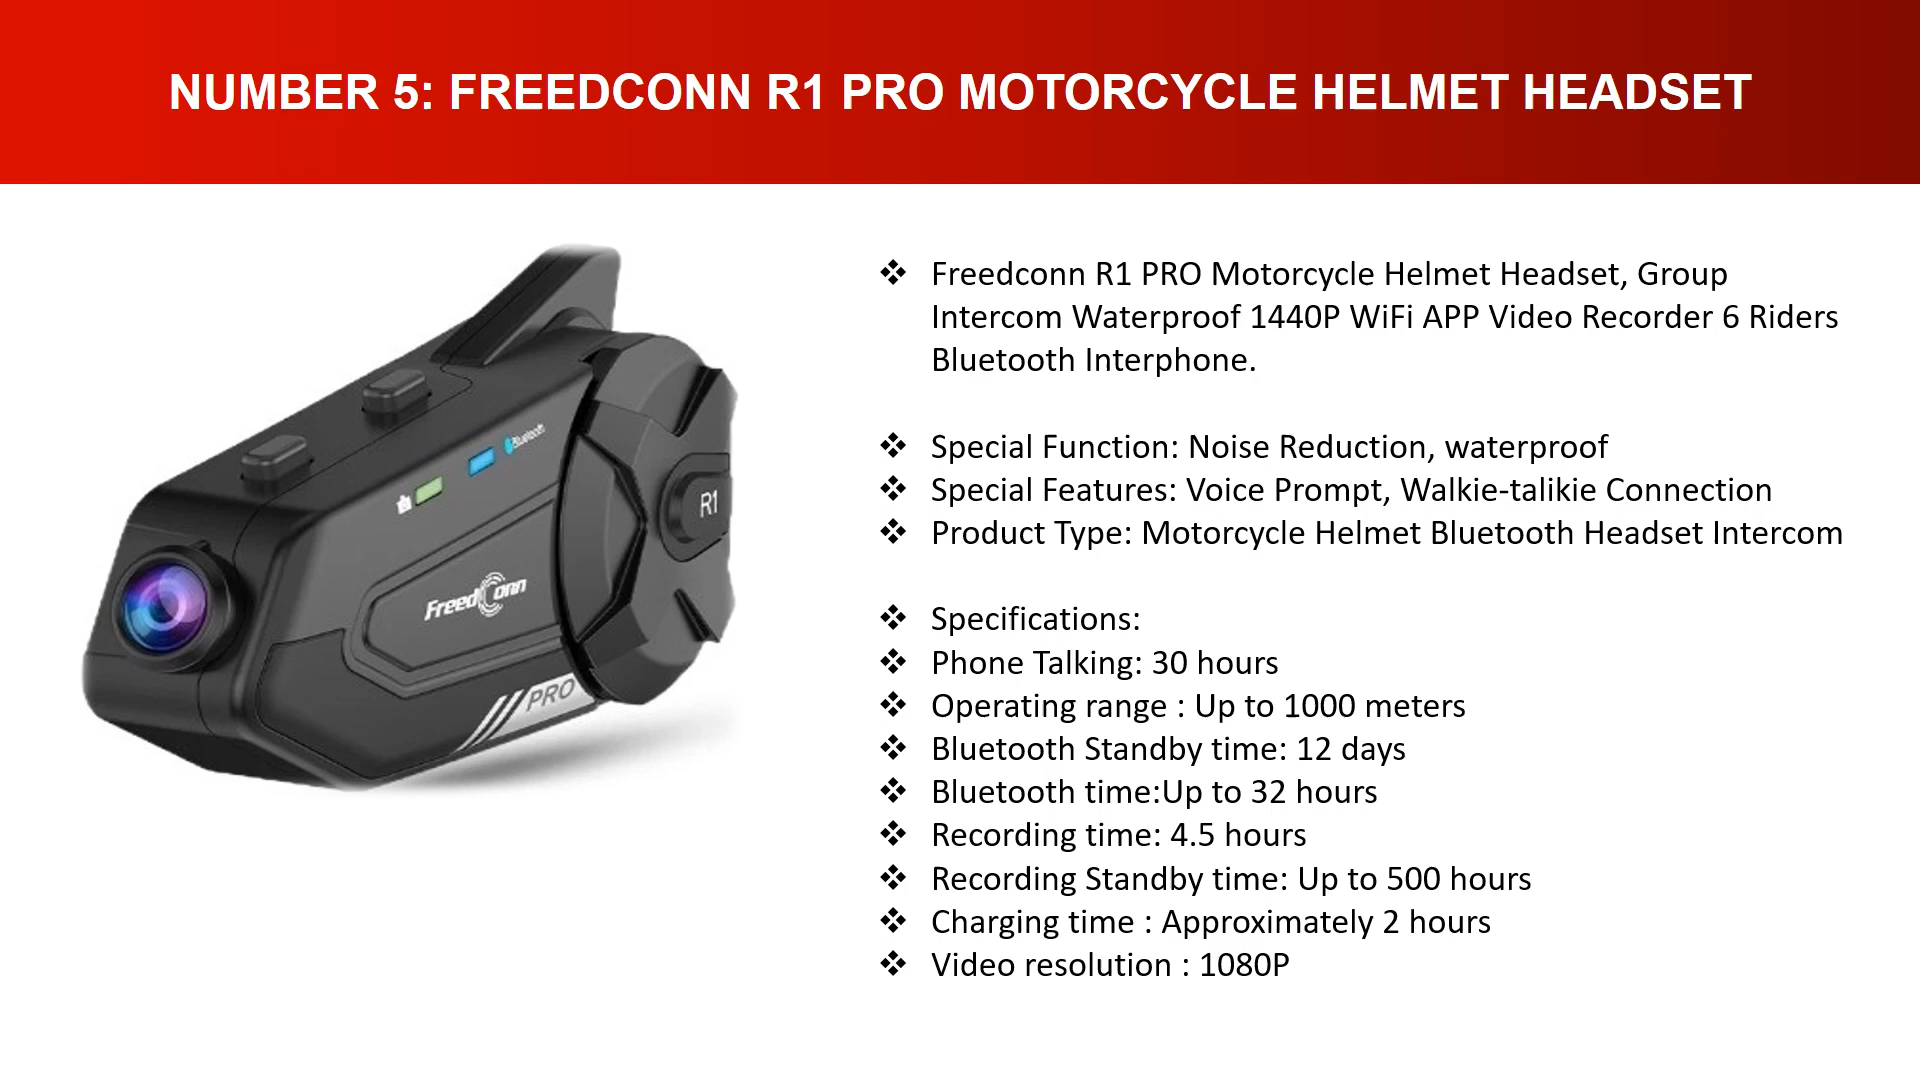 NUMBER 5: FREEDCONN R1 PRO MOTORCYCLE HELMET HEADSET
Bluetooth
R1
FreedConn
PRO
Freedconn R1 PRO Motorcycle Helmet Headset, Group
Intercom Waterproof 1440P WiFi APP Video Recorder 6 Riders
Bluetooth Interphone.
Special Function: Noise Reduction, waterproof
Special Features: Voice Prompt, Walkie-talikie Connection
Product Type: Motorcycle Helmet Bluetooth Headset Intercom
Specifications:
Phone Talking: 30 hours
Operating range : Up to 1000 meters
Bluetooth Standby time: 12 days
Bluetooth time:Up to 32 hours
Recording time: 4.5 hours
Recording Standby time: Up to 500 hours
Charging time : Approximately 2 hours
Video resolution : 1080P